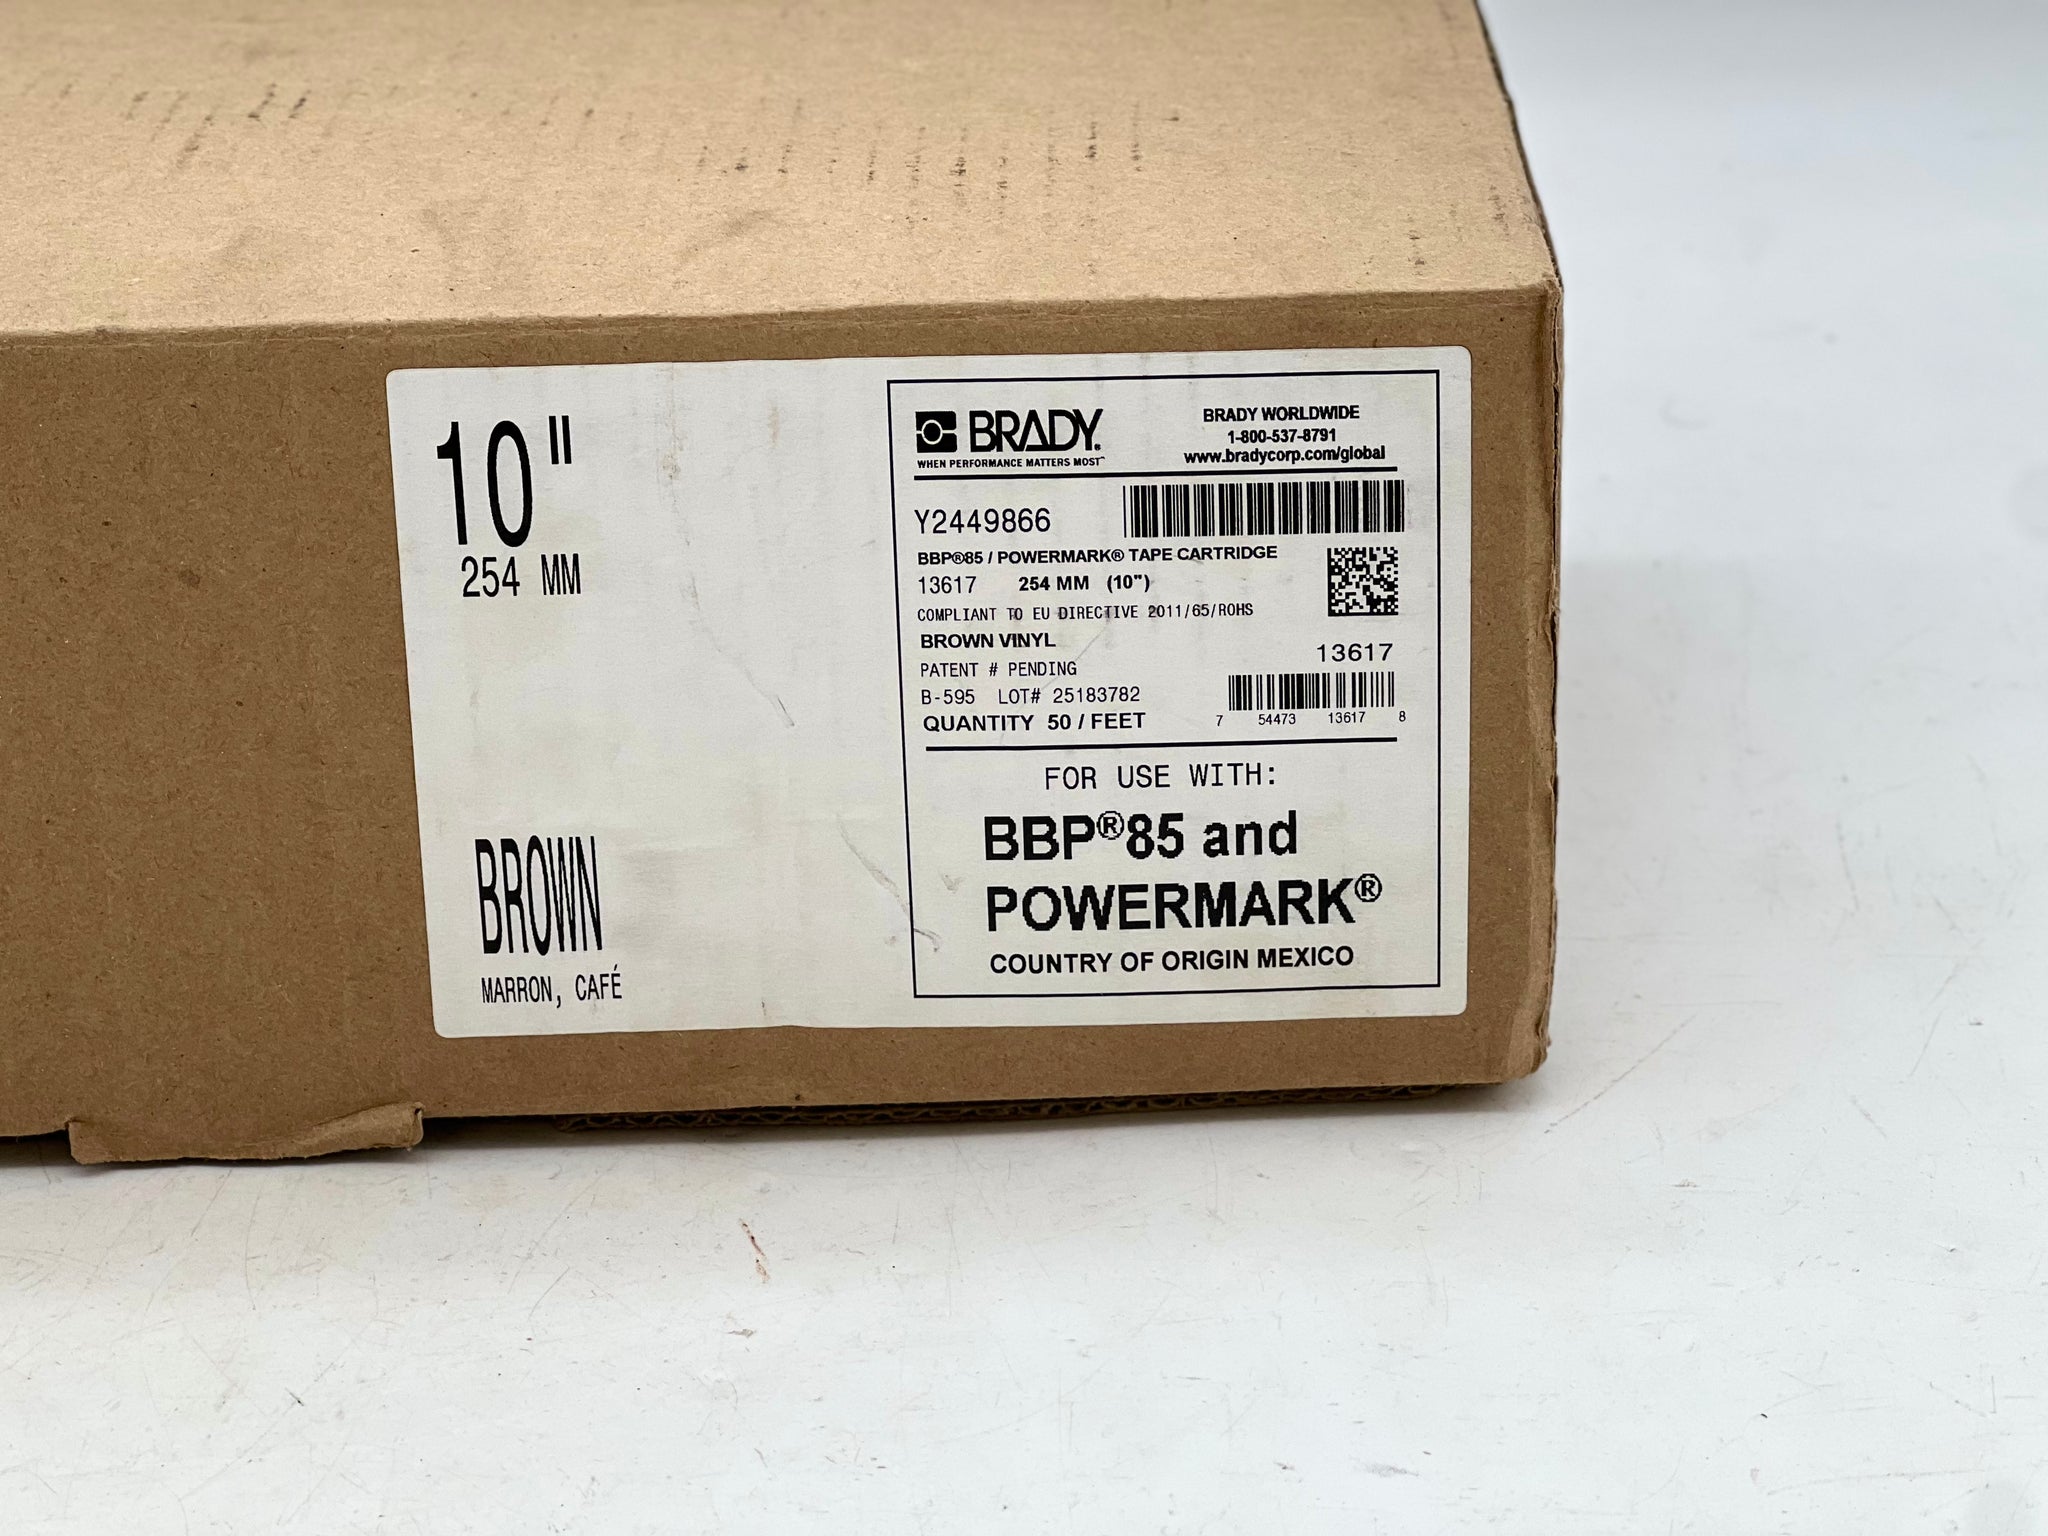 10"
254 MM
BROWN
MARRON, CAFÉ
BRADY®
WHEN PERFORMANCE MATTERS MOST™
BRADY WORLDWIDE
1-800-537-8791
www.bradycorp.com/global
Y2449866
BBP®85 / POWERMARK® TAPE CARTRIDGE
13617 254 MM (10")
COMPLIANT TO EU DIRECTIVE 2011/65/ROHS
BROWN VINYL
PATENT # PENDING
B-595 LOT# 25183782
QUANTITY 50 / FEET
13617
7 54473 13617 8
FOR USE WITH:
BBP®85 and
POWERMARK®
COUNTRY OF ORIGIN MEXICO